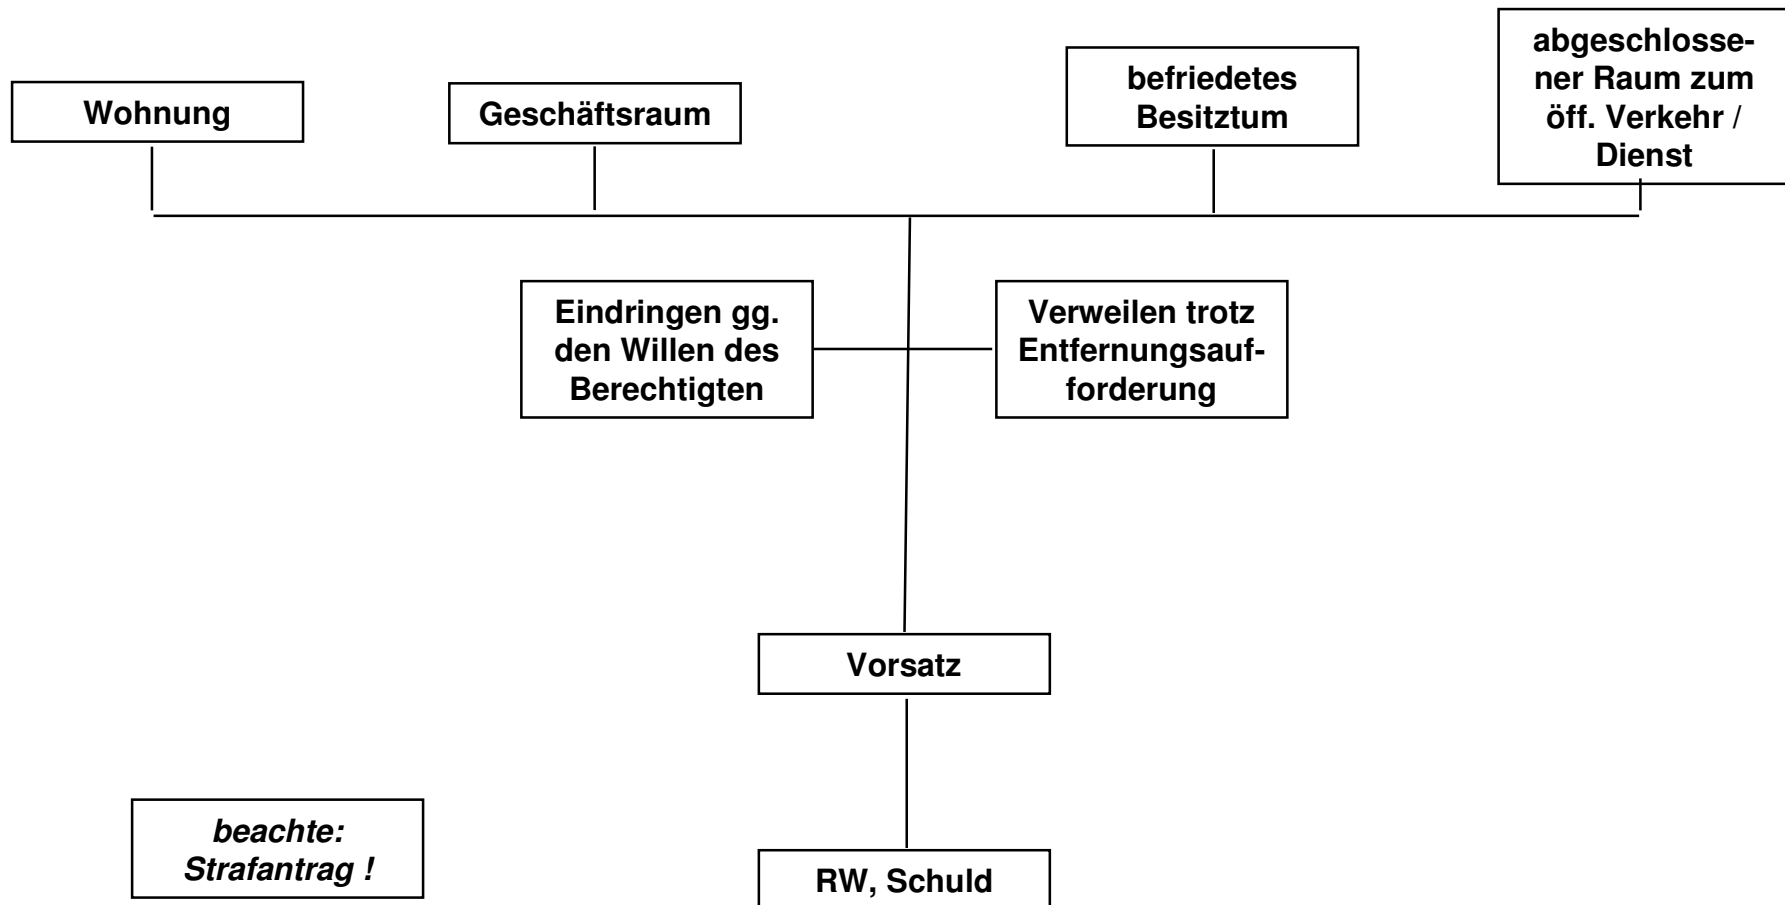 Wohnung
Geschäftsraum
befriedetes
Besitztum
abgeschlosse-
ner Raum zum
öff. Verkehr /
Dienst
Eindringen gg.
den Willen des
Berechtigten
Verweilen trotz
Entfernungsauf-
forderung
Vorsatz
beachte:
Strafantrag !
RW, Schuld